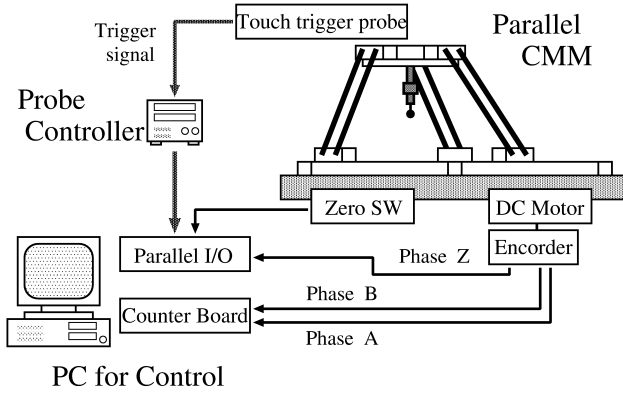 Touch trigger probe
Parallel
CMM
Trigger
signal
Probe
Controller
Zero SW
DC Motor
Encorder
Parallel I/O
Phase Z
Phase B
Counter Board
Phase A
PC for Control